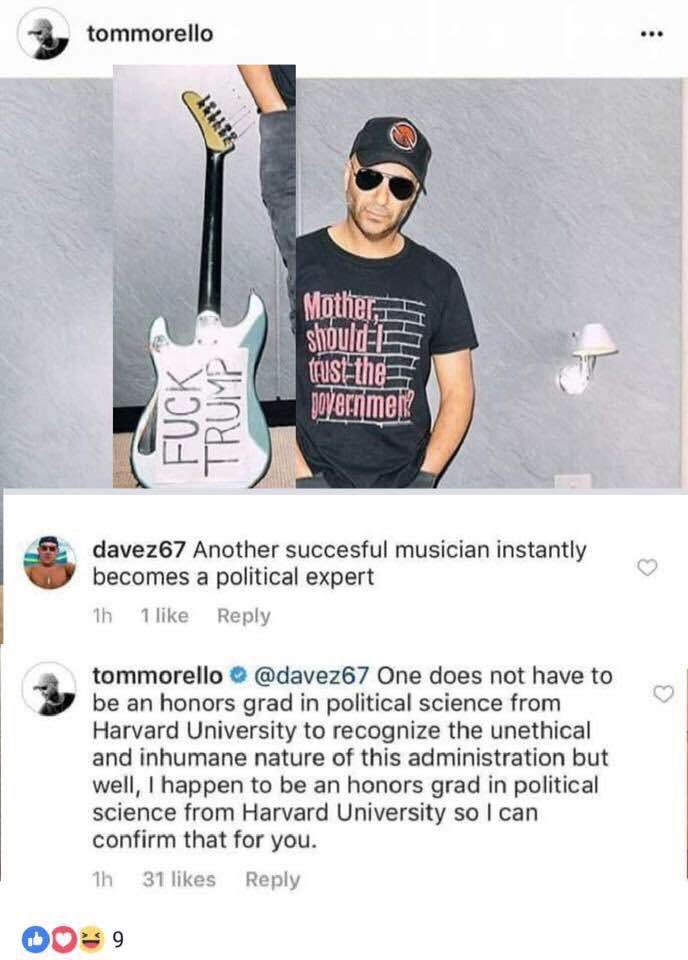 tommorello
FUCK
TRUMP
Mother,
should I
trust the
government?
davez67 Another succesful musician instantly
becomes a political expert
1h 1 like Reply
tommorello @davez67 One does not have to
be an honors grad in political science from
Harvard University to recognize the unethical
and inhumane nature of this administration but
well, I happen to be an honors grad in political
science from Harvard University so I can
confirm that for you.
1h 31 likes Reply
9